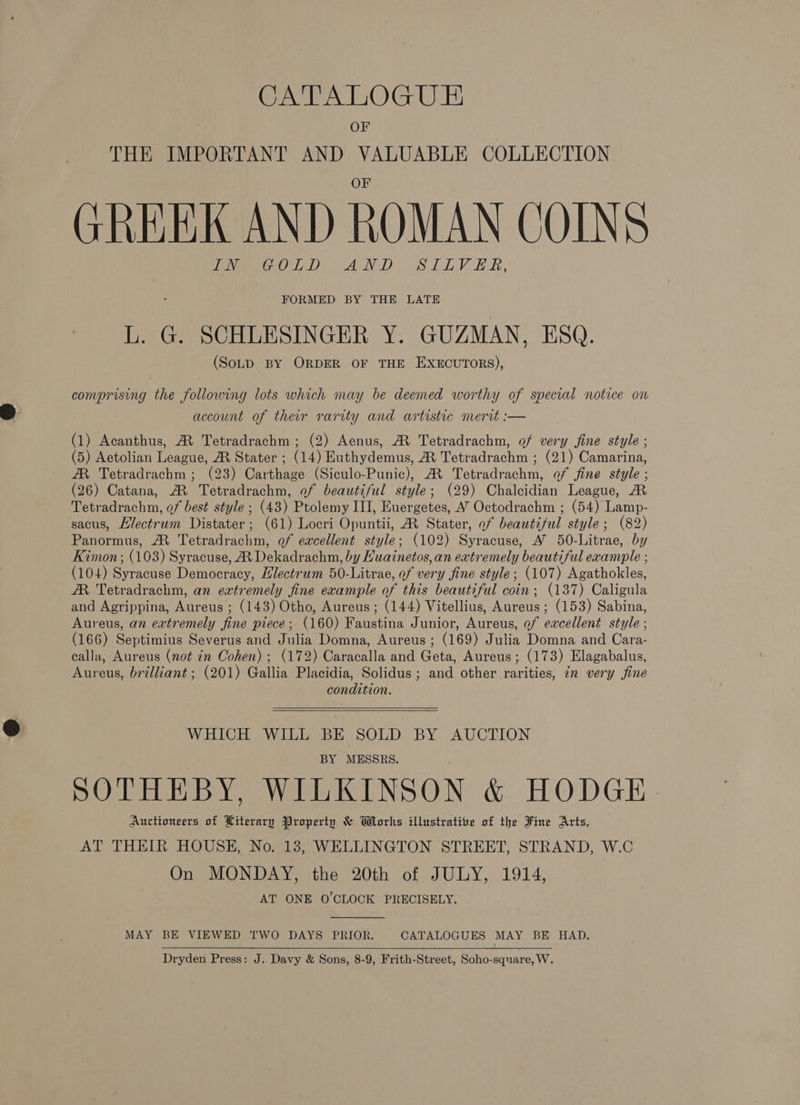 CATALOGUE
OF
THE IMPORTANT AND VALUABLE COLLECTION
OF
GREEK AND ROMAN COINS
IN GOLD AND SILVER,
FORMED BY THE LATE
L. G. SCHLESINGER Y. GUZMAN, ESQ.
(SOLD BY ORDER OF THE EXECUTORS),
comprising the following lots which may be deemed worthy of special notice on
account of their rarity and artistic merit :—
(1) Acanthus, Æ Tetradrachm ; (2) Aenus, Æ Tetradrachm, of very fine style ;
(5) Aetolian League, Æ Stater ; (14) Euthydemus, Æ Tetradrachm ; (21) Camarina,
Æ Tetradrachm ; (23) Carthage (Siculo-Punic), Æ Tetradrachm, of fine style ;
(26) Catana, Æ Tetradrachm, of beautiful style ; (29) Chalcidian League, Æ
Tetradrachm, of best style ; (43) Ptolemy III, Euergetes, N Octodrachm ; (54) Lamp-
sacus, Electrum Distater ; (61) Locri Opuntii, Æ Stater, of beautiful style ; (82)
Panormus, Æ Tetradrachm, of excellent style ; (102) Syracuse, N 50-Litrae, by
Kimon ; (103) Syracuse, Æ Dekadrachm, by Euainetos, an extremely beautiful example ;
(104) Syracuse Democracy, Electrum 50-Litrae, of very fine style ; (107) Agathokles,
Æ Tetradrachm, an extremely fine example of this beautiful coin ; (137) Caligula
and Agrippina, Aureus ; (143) Otho, Aureus ; (144) Vitellius, Aureus ; (153) Sabina,
Aureus, an extremely fine piece ; (160) Faustina Junior, Aureus, of excellent style ;
(166) Septimius Severus and Julia Domna, Aureus ; (169) Julia Domna and Cara-
calla, Aureus (not in Cohen) ; (172) Caracalla and Geta, Aureus ; (173) Elagabalus,
Aureus, brilliant ; (201) Gallia Placidia, Solidus ; and other rarities, in very fine
condition.
WHICH WILL BE SOLD BY AUCTION
BY MESSRS.
SOTHEBY, WILKINSON & HODGE
Auctioneers of Literary Property & Works illustrative of the Fine Arts,
AT THEIR HOUSE, No. 13, WELLINGTON STREET, STRAND, W.C
On MONDAY, the 20th of JULY, 1914,
AT ONE O'CLOCK PRECISELY.
MAY BE VIEWED TWO DAYS PRIOR. CATALOGUES MAY BE HAD.
Dryden Press: J. Davy & Sons, 8-9, Frith-Street, Soho-square, W.